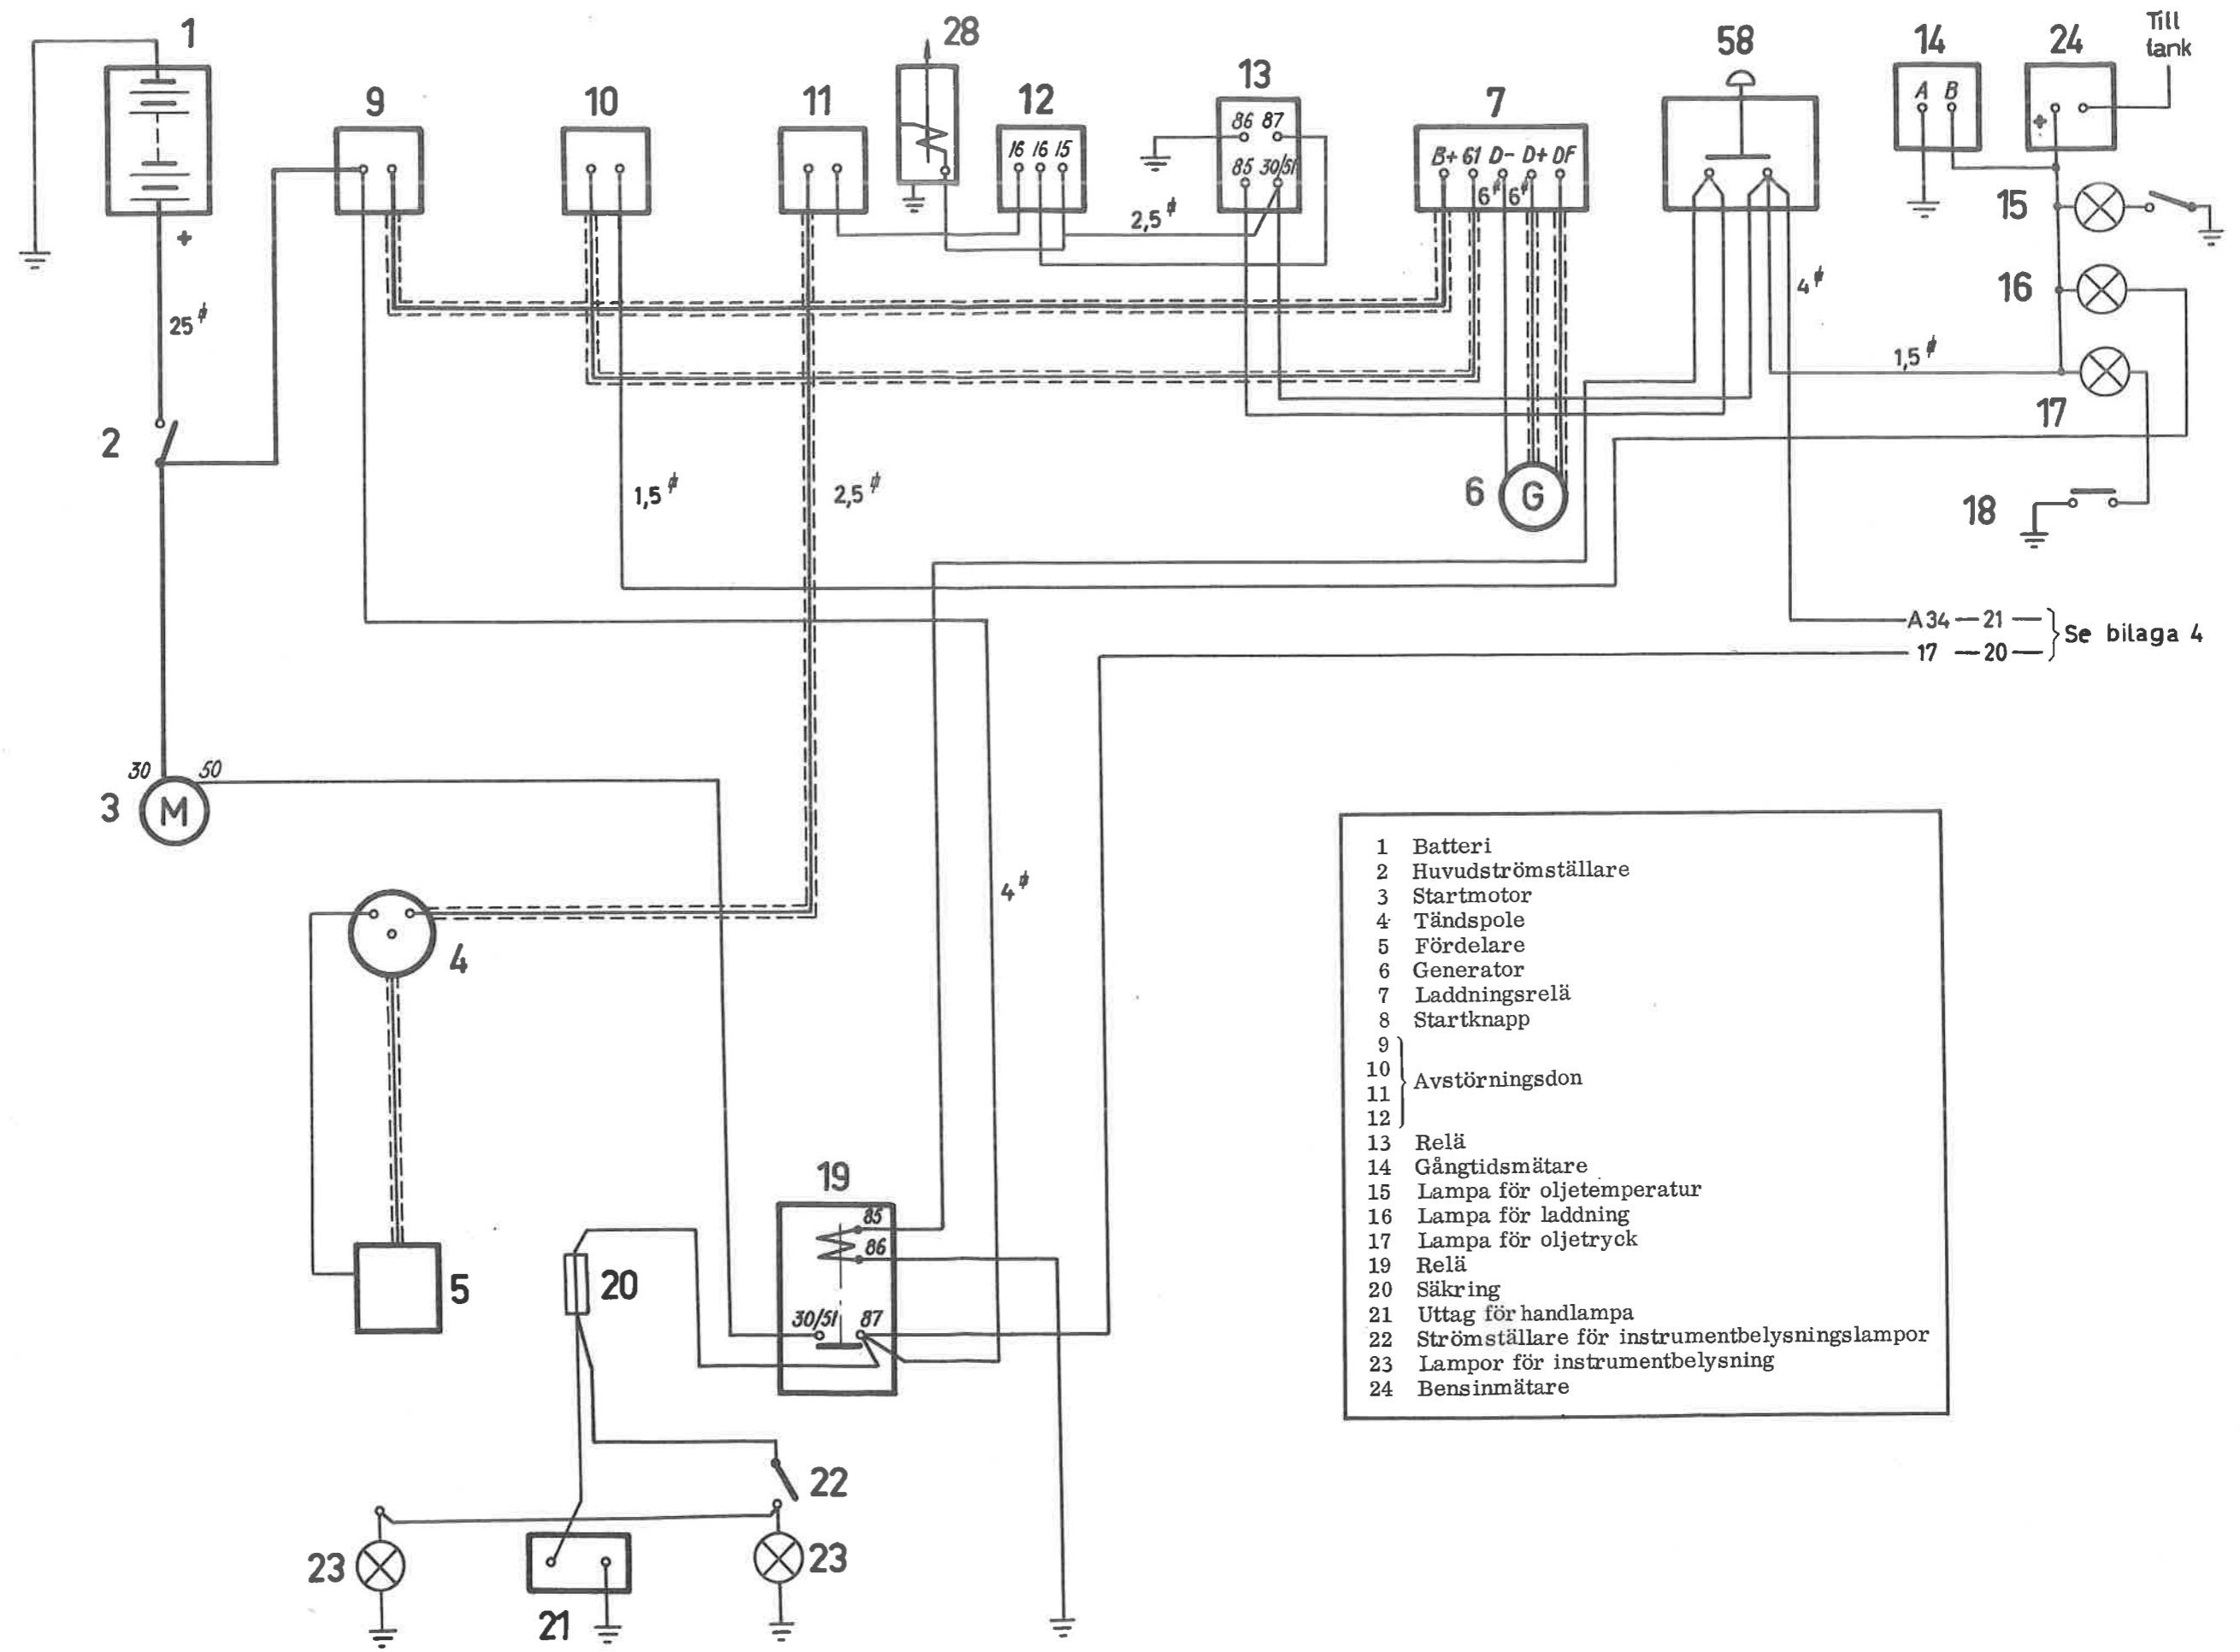 1
28
Till
tank
9
10
11
12
13
7
58
14
24
16 16 15
86 87
85 30/51
B+ 61 D- D+ DF
6⌀ 6⌀
A B
+
+
15
16
17
18
25⌀
2,5⌀
4⌀
1,5⌀
2
1,5⌀
2,5⌀
6
G
A 34 — 21 —
17 — 20 —
Se bilaga 4
30
50
3
M
4
4⌀
5
19
85
86
30/51
87
20
22
23
21
23
1 Batteri
2 Huvudströmställare
3 Startmotor
4 Tändspole
5 Fördelare
6 Generator
7 Laddningsrelä
8 Startknapp
9
10
11
12
Avstörningsdon
13 Relä
14 Gångtidsmätare
15 Lampa för oljetemperatur
16 Lampa för laddning
17 Lampa för oljetryck
19 Relä
20 Säkring
21 Uttag för handlampa
22 Strömställare för instrumentbelysningslampor
23 Lampor för instrumentbelysning
24 Bensinmätare